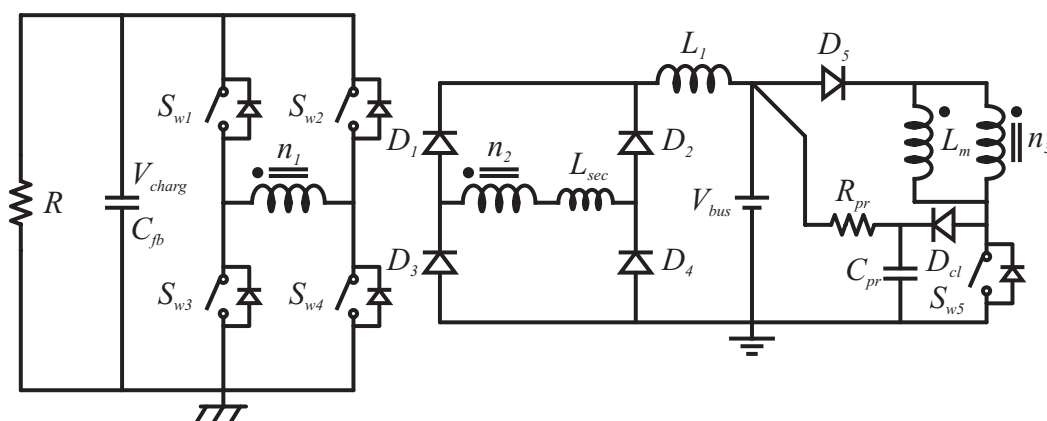 R
V_charg
C_fb
S_w1
S_w2
n_1
S_w3
S_w4
D_1
D_2
n_2
L_sec
D_3
D_4
L_1
V_bus
D_5
L_m
n_3
R_pr
C_pr
D_cl
S_w5